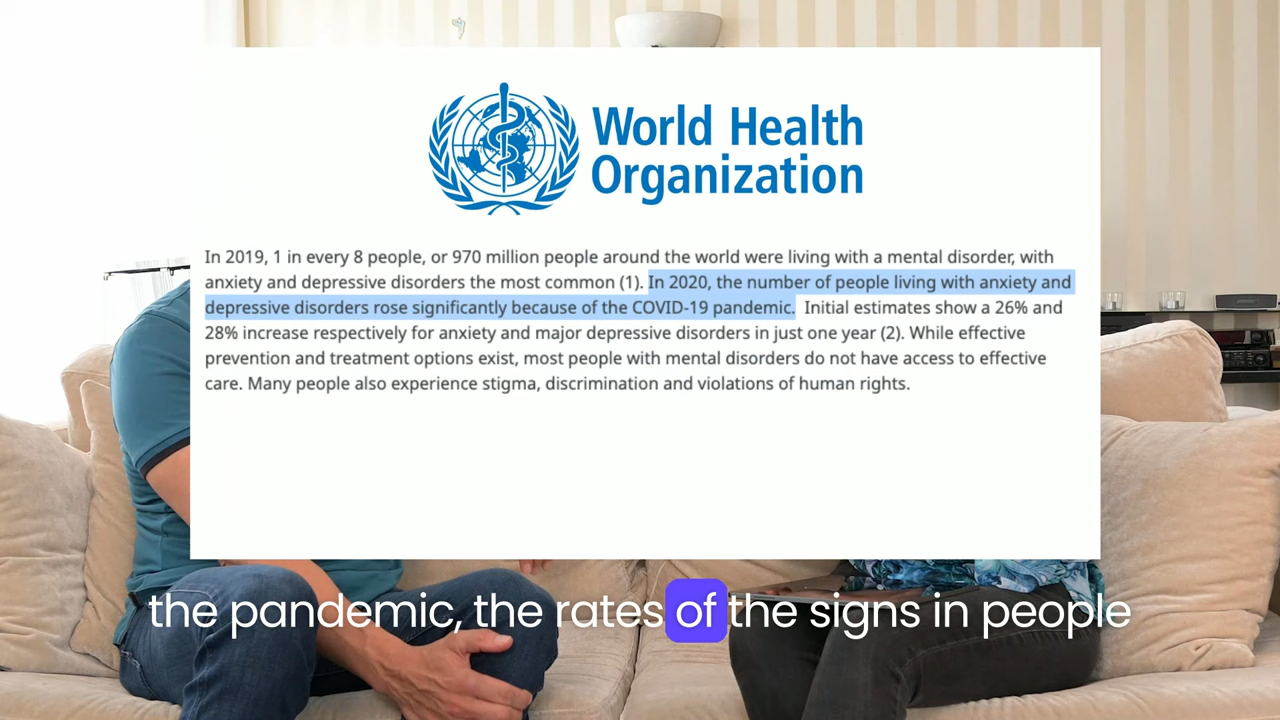 World Health
Organization
In 2019, 1 in every 8 people, or 970 million people around the world were living with a mental disorder, with
anxiety and depressive disorders the most common (1). In 2020, the number of people living with anxiety and
depressive disorders rose significantly because of the COVID-19 pandemic.  Initial estimates show a 26% and
28% increase respectively for anxiety and major depressive disorders in just one year (2). While effective
prevention and treatment options exist, most people with mental disorders do not have access to effective
care. Many people also experience stigma, discrimination and violations of human rights.
the pandemic, the rates of the signs in people